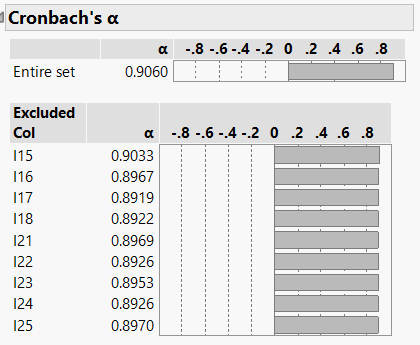 Cronbach's α
α -.8 -.6 -.4 -.2 0 .2 .4 .6 .8
Entire set 0.9060
Excluded
Col α -.8 -.6 -.4 -.2 0 .2 .4 .6 .8
I15 0.9033
I16 0.8967
I17 0.8919
I18 0.8922
I21 0.8969
I22 0.8926
I23 0.8953
I24 0.8926
I25 0.8970